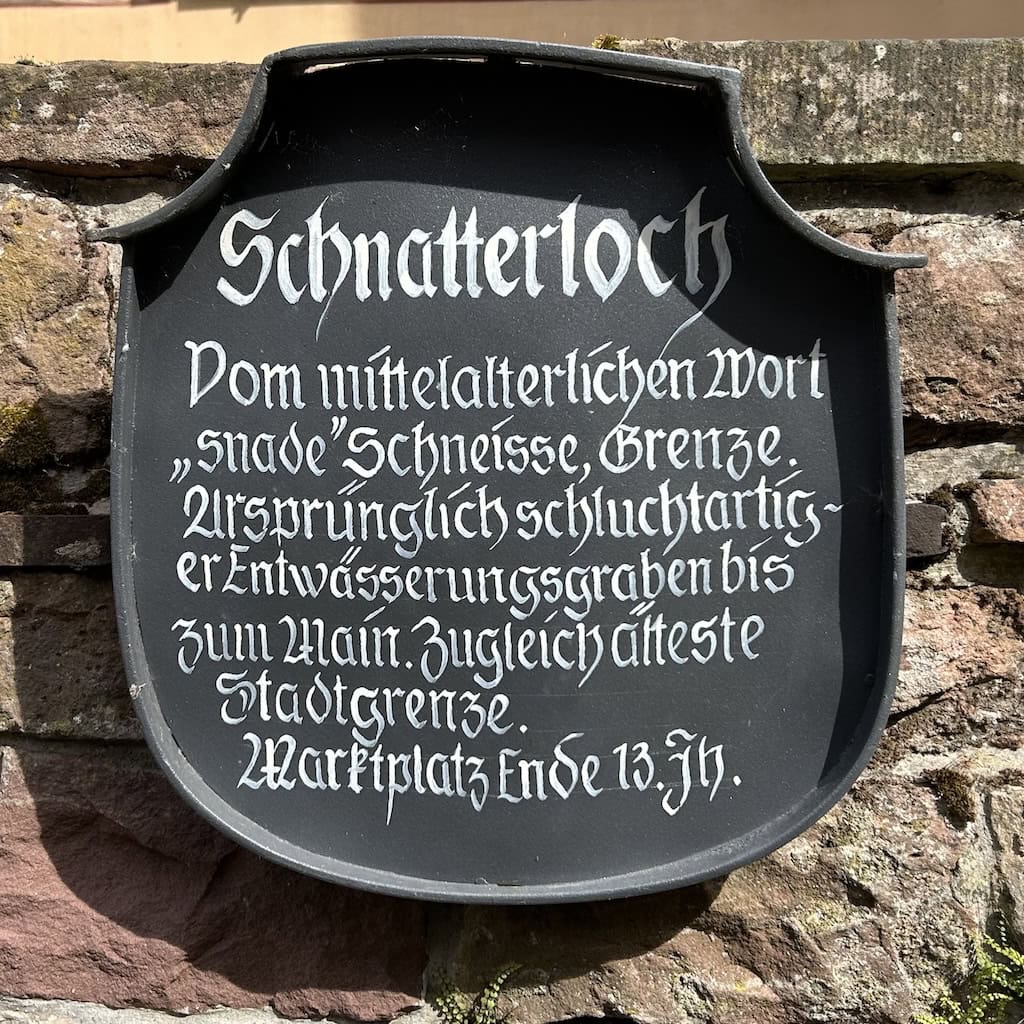 Schnatterloch
Vom mittelalterlichen Wort
„snade” Schneisse, Grenze.
Ursprünglich schluchtartig-
er Entwässerungsgraben bis
zum Main. Zugleich älteste
Stadtgrenze.
Marktplatz Ende 13. Jh.